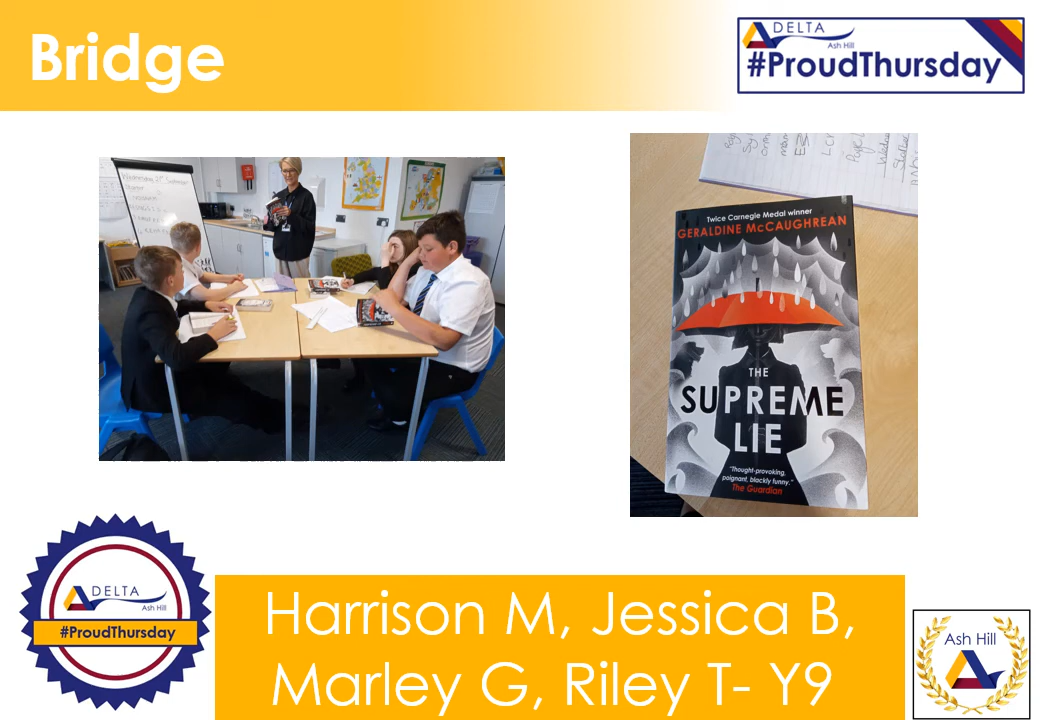 Bridge
DELTA
Ash Hill
#ProudThursday
Twice Carnegie Medal winner
GERALDINE McCAUGHREAN
THE
SUPREME
LIE
"Thought-provoking,
poignant, blackly funny."
The Guardian
DELTA
Ash Hill
#ProudThursday
Harrison M, Jessica B,
Marley G, Riley T- Y9
Ash Hill